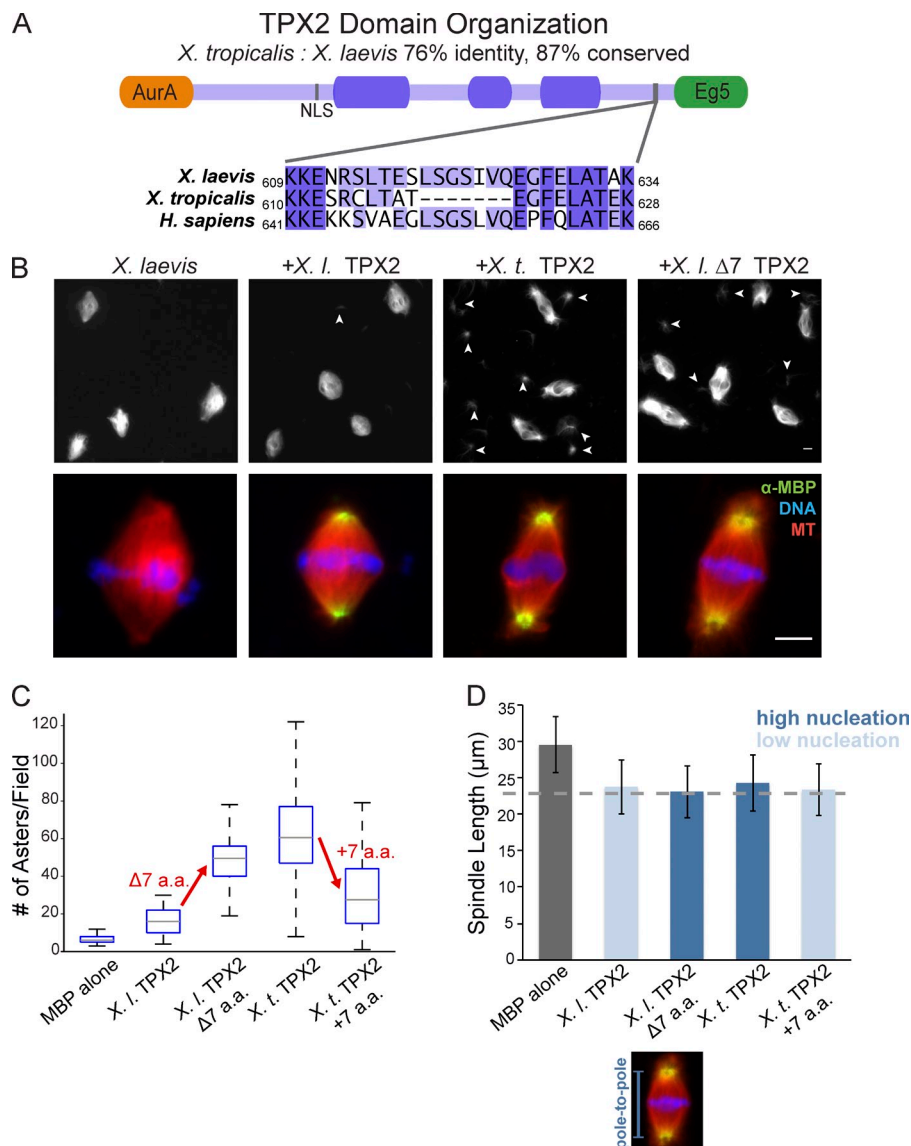 A
TPX2 Domain Organization
X. tropicalis : X. laevis 76% identity, 87% conserved
AurA
NLS
Eg5
X. laevis 609 KKENRSLTESLSGSIVQEGFELATAK 634
X. tropicalis 610 KKESRCLTAT-------EGFELATEK 628
H. sapiens 641 KKEKKSVAEGLSGSLVQEPFQLATEK 666
B
X. laevis
+X. l. TPX2
+X. t. TPX2
+X. l. Δ7 TPX2
α-MBP
DNA
MT
C
# of Asters/Field
120
80
60
40
20
0
Δ7 a.a.
+7 a.a.
MBP alone
X. l. TPX2
X. l. TPX2
Δ7 a.a.
X. t. TPX2
X. t. TPX2
+7 a.a.
D
Spindle Length (μm)
35
30
25
20
15
10
5
0
high nucleation
low nucleation
MBP alone
X. l. TPX2
X. l. TPX2
Δ7 a.a.
X. t. TPX2
X. t. TPX2
+7 a.a.
pole-to-pole